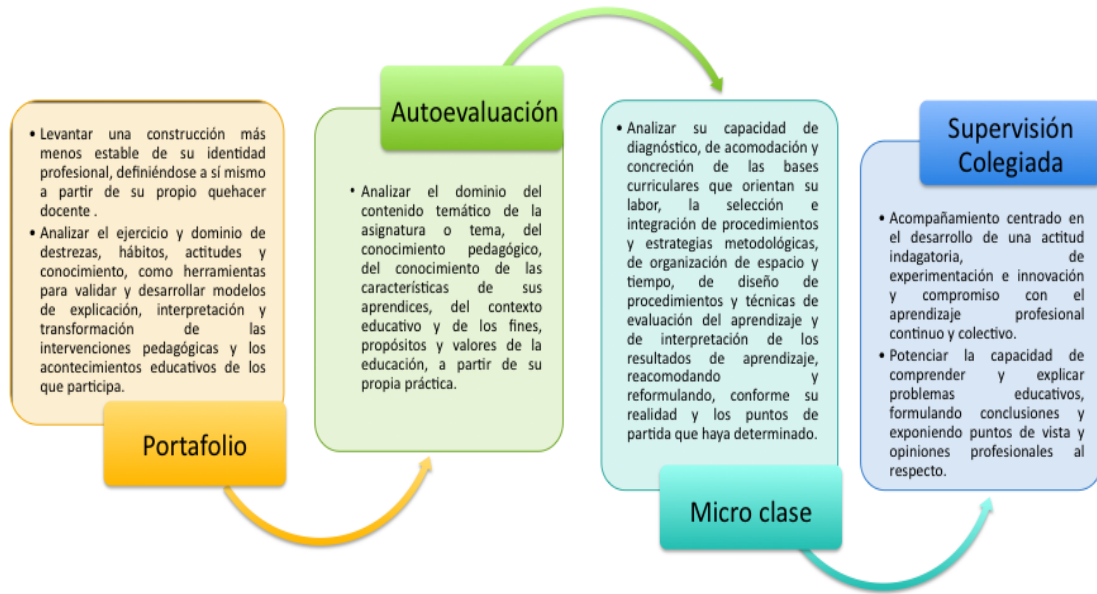 • Levantar una construcción más
menos estable de su identidad
profesional, definiéndose a sí mismo
a partir de su propio quehacer
docente .
• Analizar el ejercicio y dominio de
destrezas, hábitos, actitudes y
conocimiento, como herramientas
para validar y desarrollar modelos
de explicación, interpretación y
transformación de las
intervenciones pedagógicas y los
acontecimientos educativos de los
que participa.
Portafolio
Autoevaluación
• Analizar el dominio del
contenido temático de la
asignatura o tema, del
conocimiento pedagógico,
del conocimiento de las
características de sus
aprendices, del contexto
educativo y de los fines,
propósitos y valores de la
educación, a partir de su
propia práctica.
• Analizar su capacidad de
diagnóstico, de acomodación y
concreción de las bases
curriculares que orientan su
labor, la selección e
integración de procedimientos
y estrategias metodológicas,
de organización de espacio y
tiempo, de diseño de
procedimientos y técnicas de
evaluación del aprendizaje y
de interpretación de los
resultados de aprendizaje,
reacomodando y
reformulando, conforme su
realidad y los puntos de
partida que haya determinado.
Micro clase
Supervisión
Colegiada
• Acompañamiento centrado en
el desarrollo de una actitud
indagatoria, de
experimentación e innovación
y compromiso con el
aprendizaje profesional
continuo y colectivo.
• Potenciar la capacidad de
comprender y explicar
problemas educativos,
formulando conclusiones y
exponiendo puntos de vista y
opiniones profesionales al
respecto.